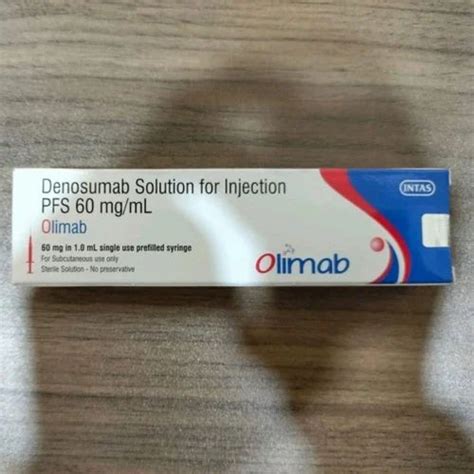 Denosumab Solution for Injection
PFS 60 mg/mL
Olimab
60 mg in 1.0 mL single use prefilled syringe
For Subcutaneous use only
Sterile Solution - No preservative
INTAS
Olimab